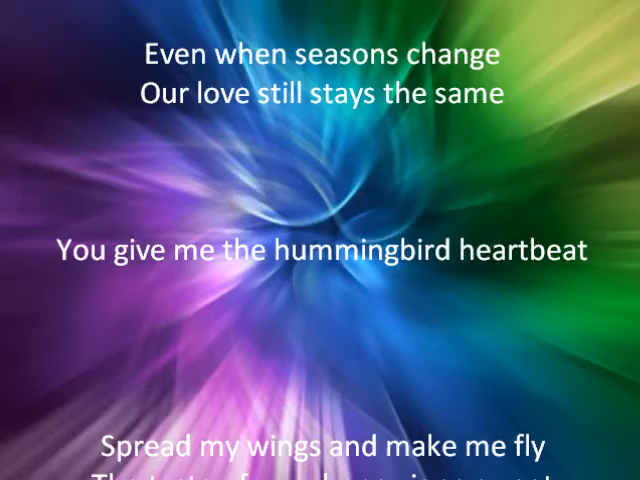 Even when seasons change
Our love still stays the same
You give me the hummingbird heartbeat
Spread my wings and make me fly